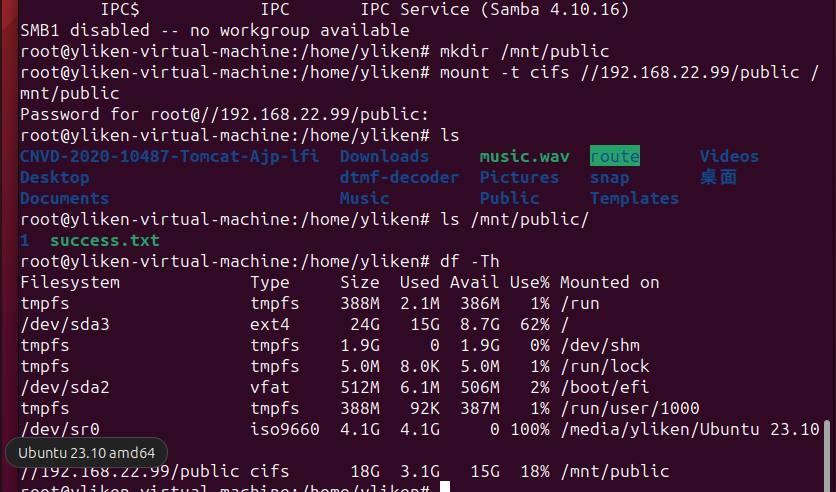 IPC$            IPC       IPC Service (Samba 4.10.16)
SMB1 disabled -- no workgroup available
root@yliken-virtual-machine:/home/yliken# mkdir /mnt/public
root@yliken-virtual-machine:/home/yliken# mount -t cifs //192.168.22.99/public /
mnt/public
Password for root@//192.168.22.99/public:
root@yliken-virtual-machine:/home/yliken# ls
CNVD-2020-10487-Tomcat-Ajp-lfi  Downloads     music.wav  route      Videos
Desktop                         dtmf-decoder  Pictures   snap       桌面
Documents                       Music         Public     Templates
root@yliken-virtual-machine:/home/yliken# ls /mnt/public/
1  success.txt
root@yliken-virtual-machine:/home/yliken# df -Th
Filesystem             Type     Size  Used Avail Use% Mounted on
tmpfs                  tmpfs    388M  2.1M  386M   1% /run
/dev/sda3              ext4      24G   15G  8.7G  62% /
tmpfs                  tmpfs    1.9G     0  1.9G   0% /dev/shm
tmpfs                  tmpfs    5.0M  8.0K  5.0M   1% /run/lock
/dev/sda2              vfat     512M  6.1M  506M   2% /boot/efi
tmpfs                  tmpfs    388M   92K  387M   1% /run/user/1000
/dev/sr0               iso9660  4.1G  4.1G     0 100% /media/yliken/Ubuntu 23.10
Ubuntu 23.10 amd64
//192.168.22.99/public cifs      18G  3.1G   15G  18% /mnt/public
root@yliken-virtual-machine:/home/yliken#